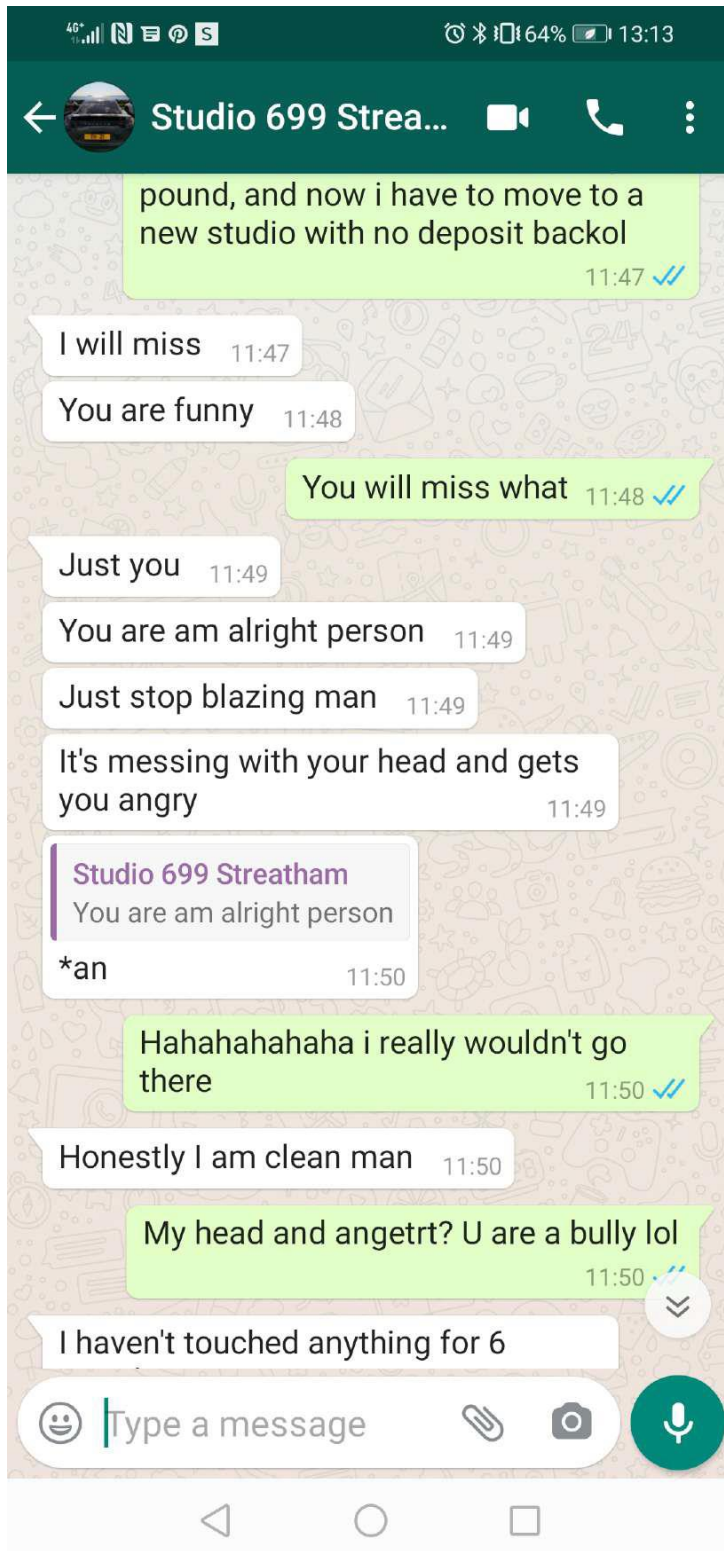 4G+ 64% 13:13
Studio 699 Strea...
pound, and now i have to move to a
new studio with no deposit backol
11:47
I will miss 11:47
You are funny 11:48
You will miss what 11:48
Just you 11:49
You are am alright person 11:49
Just stop blazing man 11:49
It's messing with your head and gets
you angry 11:49
Studio 699 Streatham
You are am alright person
*an 11:50
Hahahahahaha i really wouldn't go
there 11:50
Honestly I am clean man 11:50
My head and angetrt? U are a bully lol
11:50
I haven't touched anything for 6
Type a message